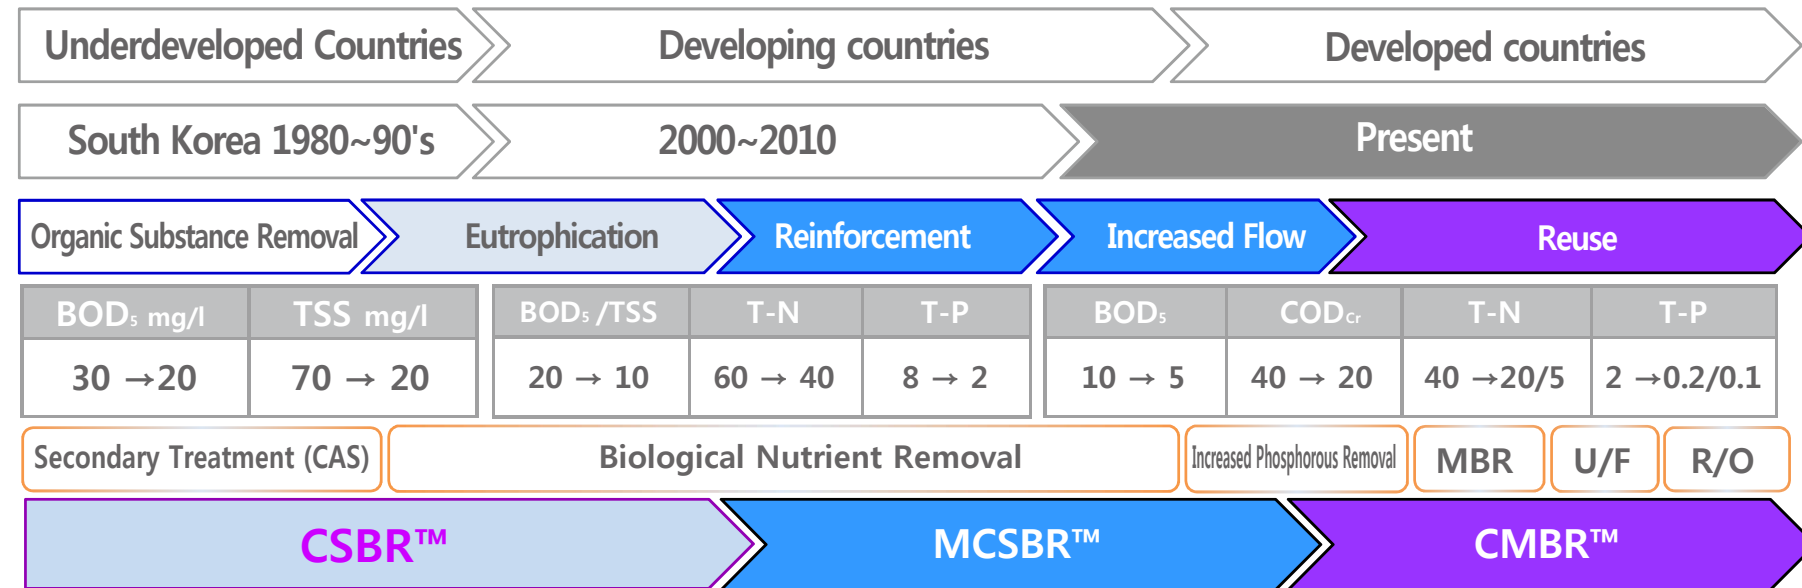 Underdeveloped Countries Developing countries Developed countries
South Korea 1980~90's 2000~2010 Present
Organic Substance Removal Eutrophication Reinforcement Increased Flow Reuse
BOD₅ mg/l TSS mg/l BOD₅ /TSS T-N T-P BOD₅ CODcr T-N T-P
30 →20 70 → 20 20 → 10 60 → 40 8 → 2 10 → 5 40 → 20 40 →20/5 2 →0.2/0.1
Secondary Treatment (CAS) Biological Nutrient Removal Increased Phosphorous Removal MBR U/F R/O
CSBR™ MCSBR™ CMBR™